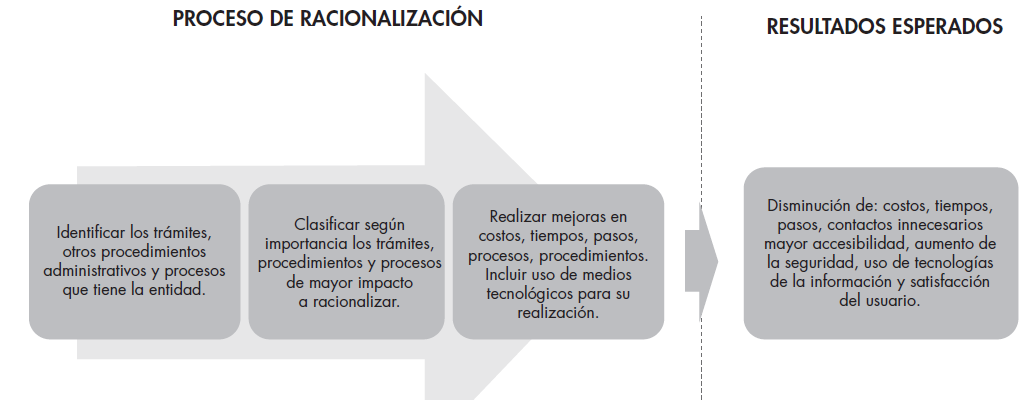 PROCESO DE RACIONALIZACIÓN
RESULTADOS ESPERADOS
Identificar los trámites,
otros procedimientos
administrativos y procesos
que tiene la entidad.
Clasificar según
importancia los trámites,
procedimientos y procesos
de mayor impacto
a racionalizar.
Realizar mejoras en
costos, tiempos, pasos,
procesos, procedimientos.
Incluir uso de medios
tecnológicos para su
realización.
Disminución de: costos, tiempos,
pasos, contactos innecesarios
mayor accesibilidad, aumento de
la seguridad, uso de tecnologías
de la información y satisfacción
del usuario.